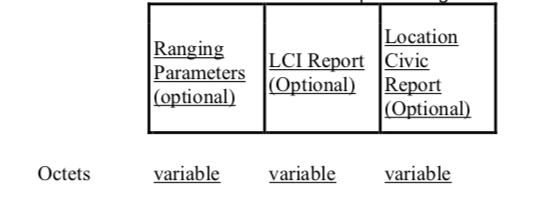 Ranging
Parameters
(optional)
LCI Report
(Optional)
Location
Civic
Report
(Optional)
Octets variable variable variable